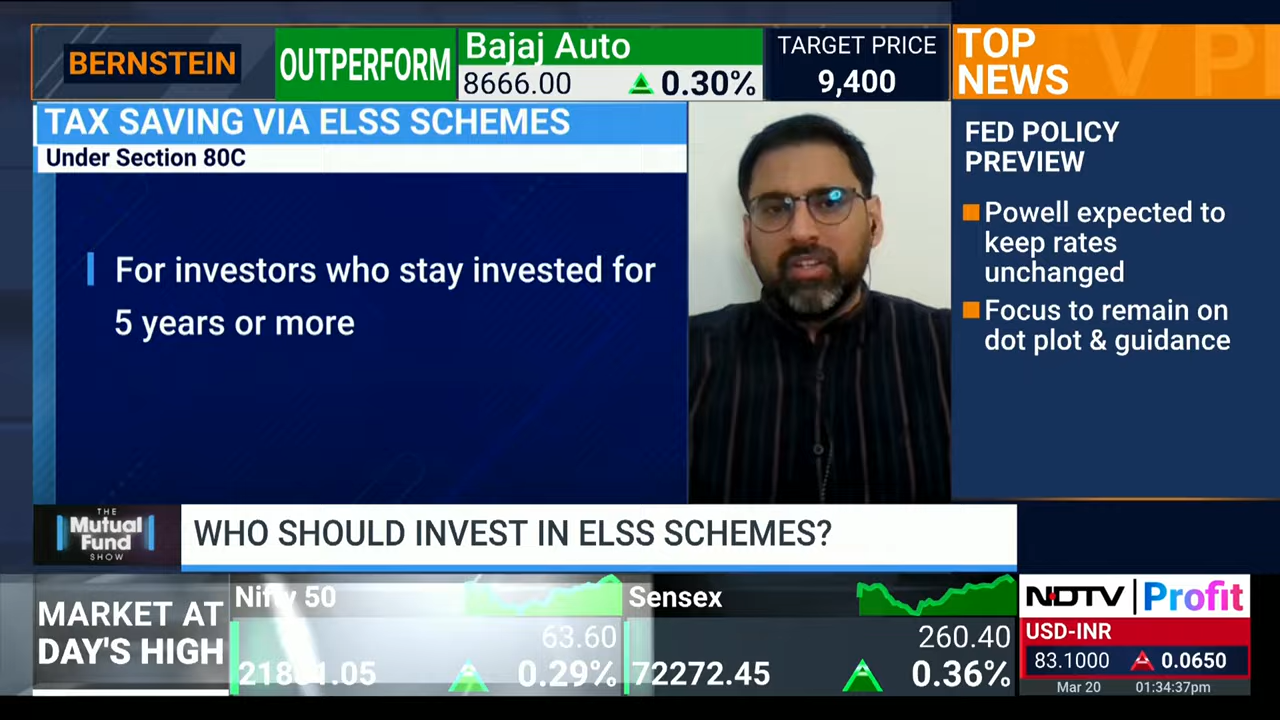 BERNSTEIN
OUTPERFORM
Bajaj Auto
8666.00 0.30%
TARGET PRICE
9,400
TOP
NEWS
TAX SAVING VIA ELSS SCHEMES
Under Section 80C
For investors who stay invested for
5 years or more
FED POLICY
PREVIEW
Powell expected to
keep rates
unchanged
Focus to remain on
dot plot & guidance
THE
Mutual
Fund
SHOW
WHO SHOULD INVEST IN ELSS SCHEMES?
MARKET AT
DAY'S HIGH
Nifty 50
63.60
0.29%
Sensex
260.40
72272.45 0.36%
NDTV Profit
USD-INR
83.1000 0.0650
Mar 20 01:34:37pm